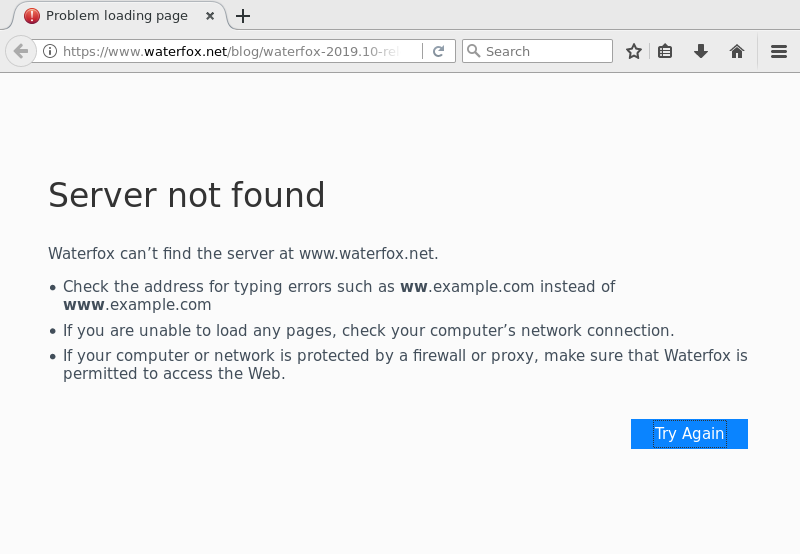 Problem loading page
https://www.waterfox.net/blog/waterfox-2019.10-rel
Search
Server not found
Waterfox can’t find the server at www.waterfox.net.
• Check the address for typing errors such as ww.example.com instead of
www.example.com
• If you are unable to load any pages, check your computer’s network connection.
• If your computer or network is protected by a firewall or proxy, make sure that Waterfox is
permitted to access the Web.
Try Again